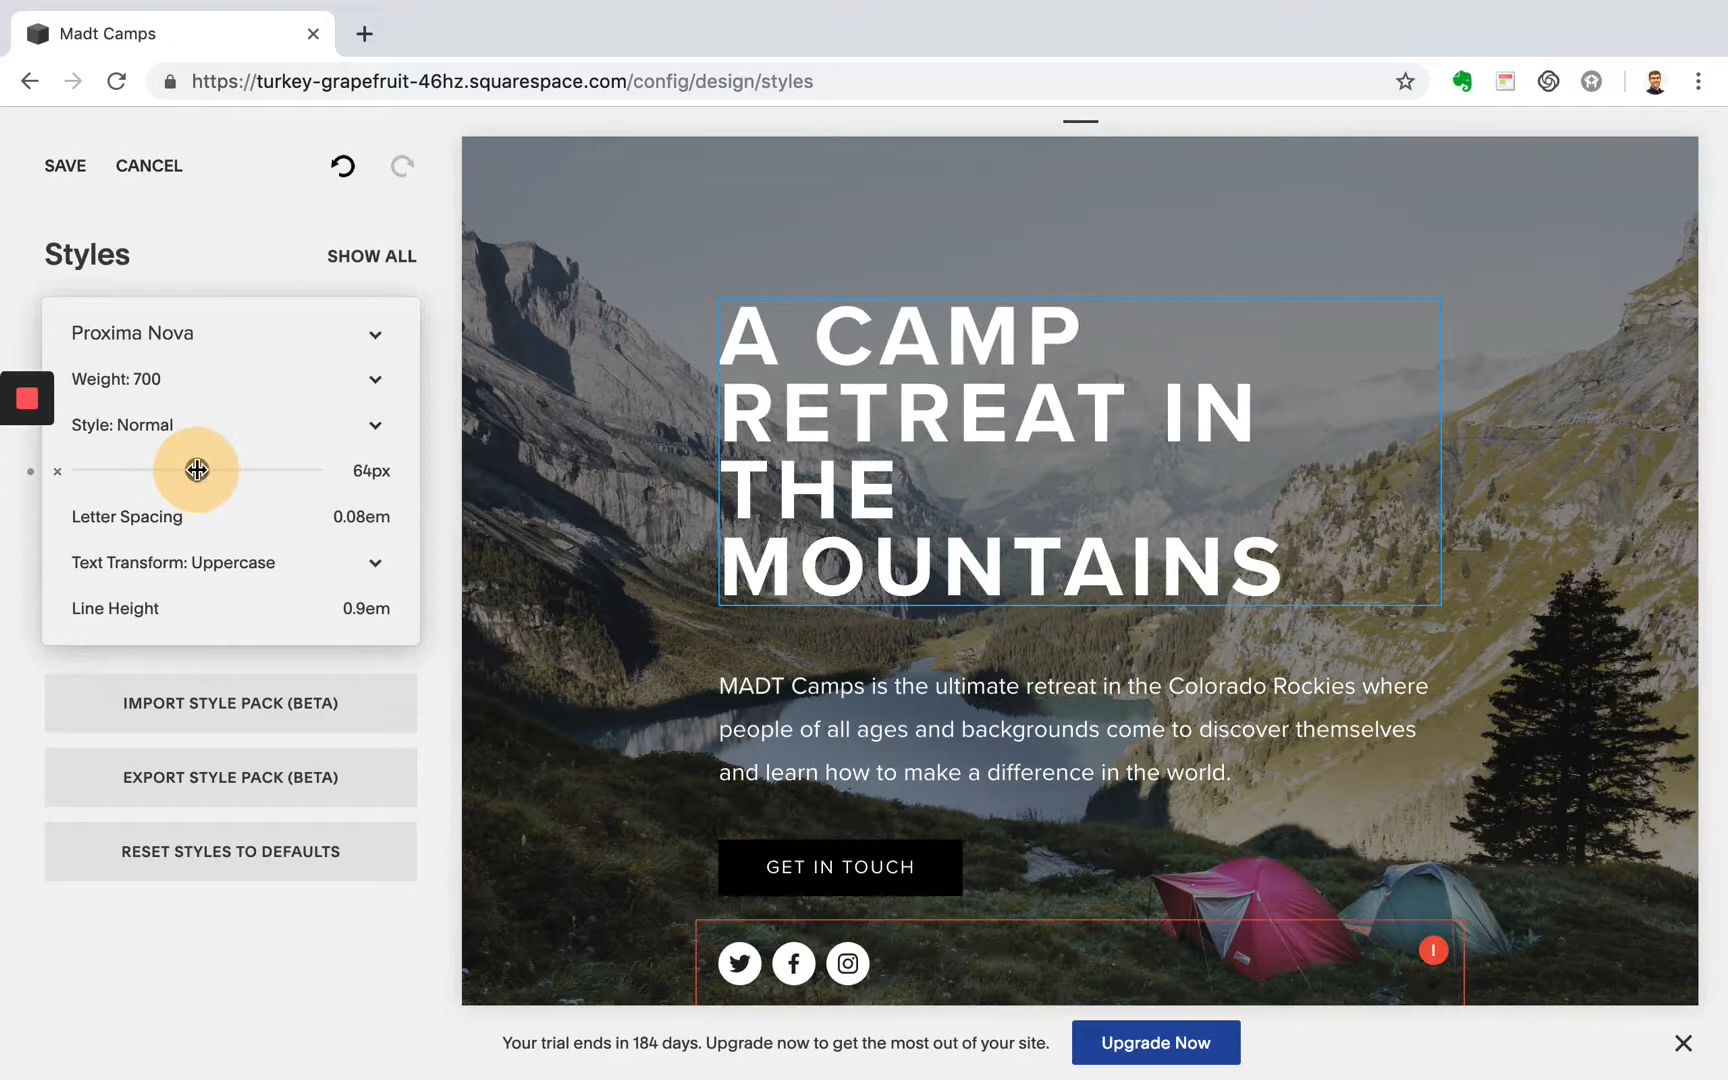 Madt Camps
https://turkey-grapefruit-46hz.squarespace.com/config/design/styles
SAVE CANCEL
Styles SHOW ALL
Proxima Nova
Weight: 700
Style: Normal
64px
Letter Spacing 0.08em
Text Transform: Uppercase
Line Height 0.9em
IMPORT STYLE PACK (BETA)
EXPORT STYLE PACK (BETA)
RESET STYLES TO DEFAULTS
A CAMP
RETREAT IN
THE
MOUNTAINS
MADT Camps is the ultimate retreat in the Colorado Rockies where
people of all ages and backgrounds come to discover themselves
and learn how to make a difference in the world.
GET IN TOUCH
!
Your trial ends in 184 days. Upgrade now to get the most out of your site. Upgrade Now